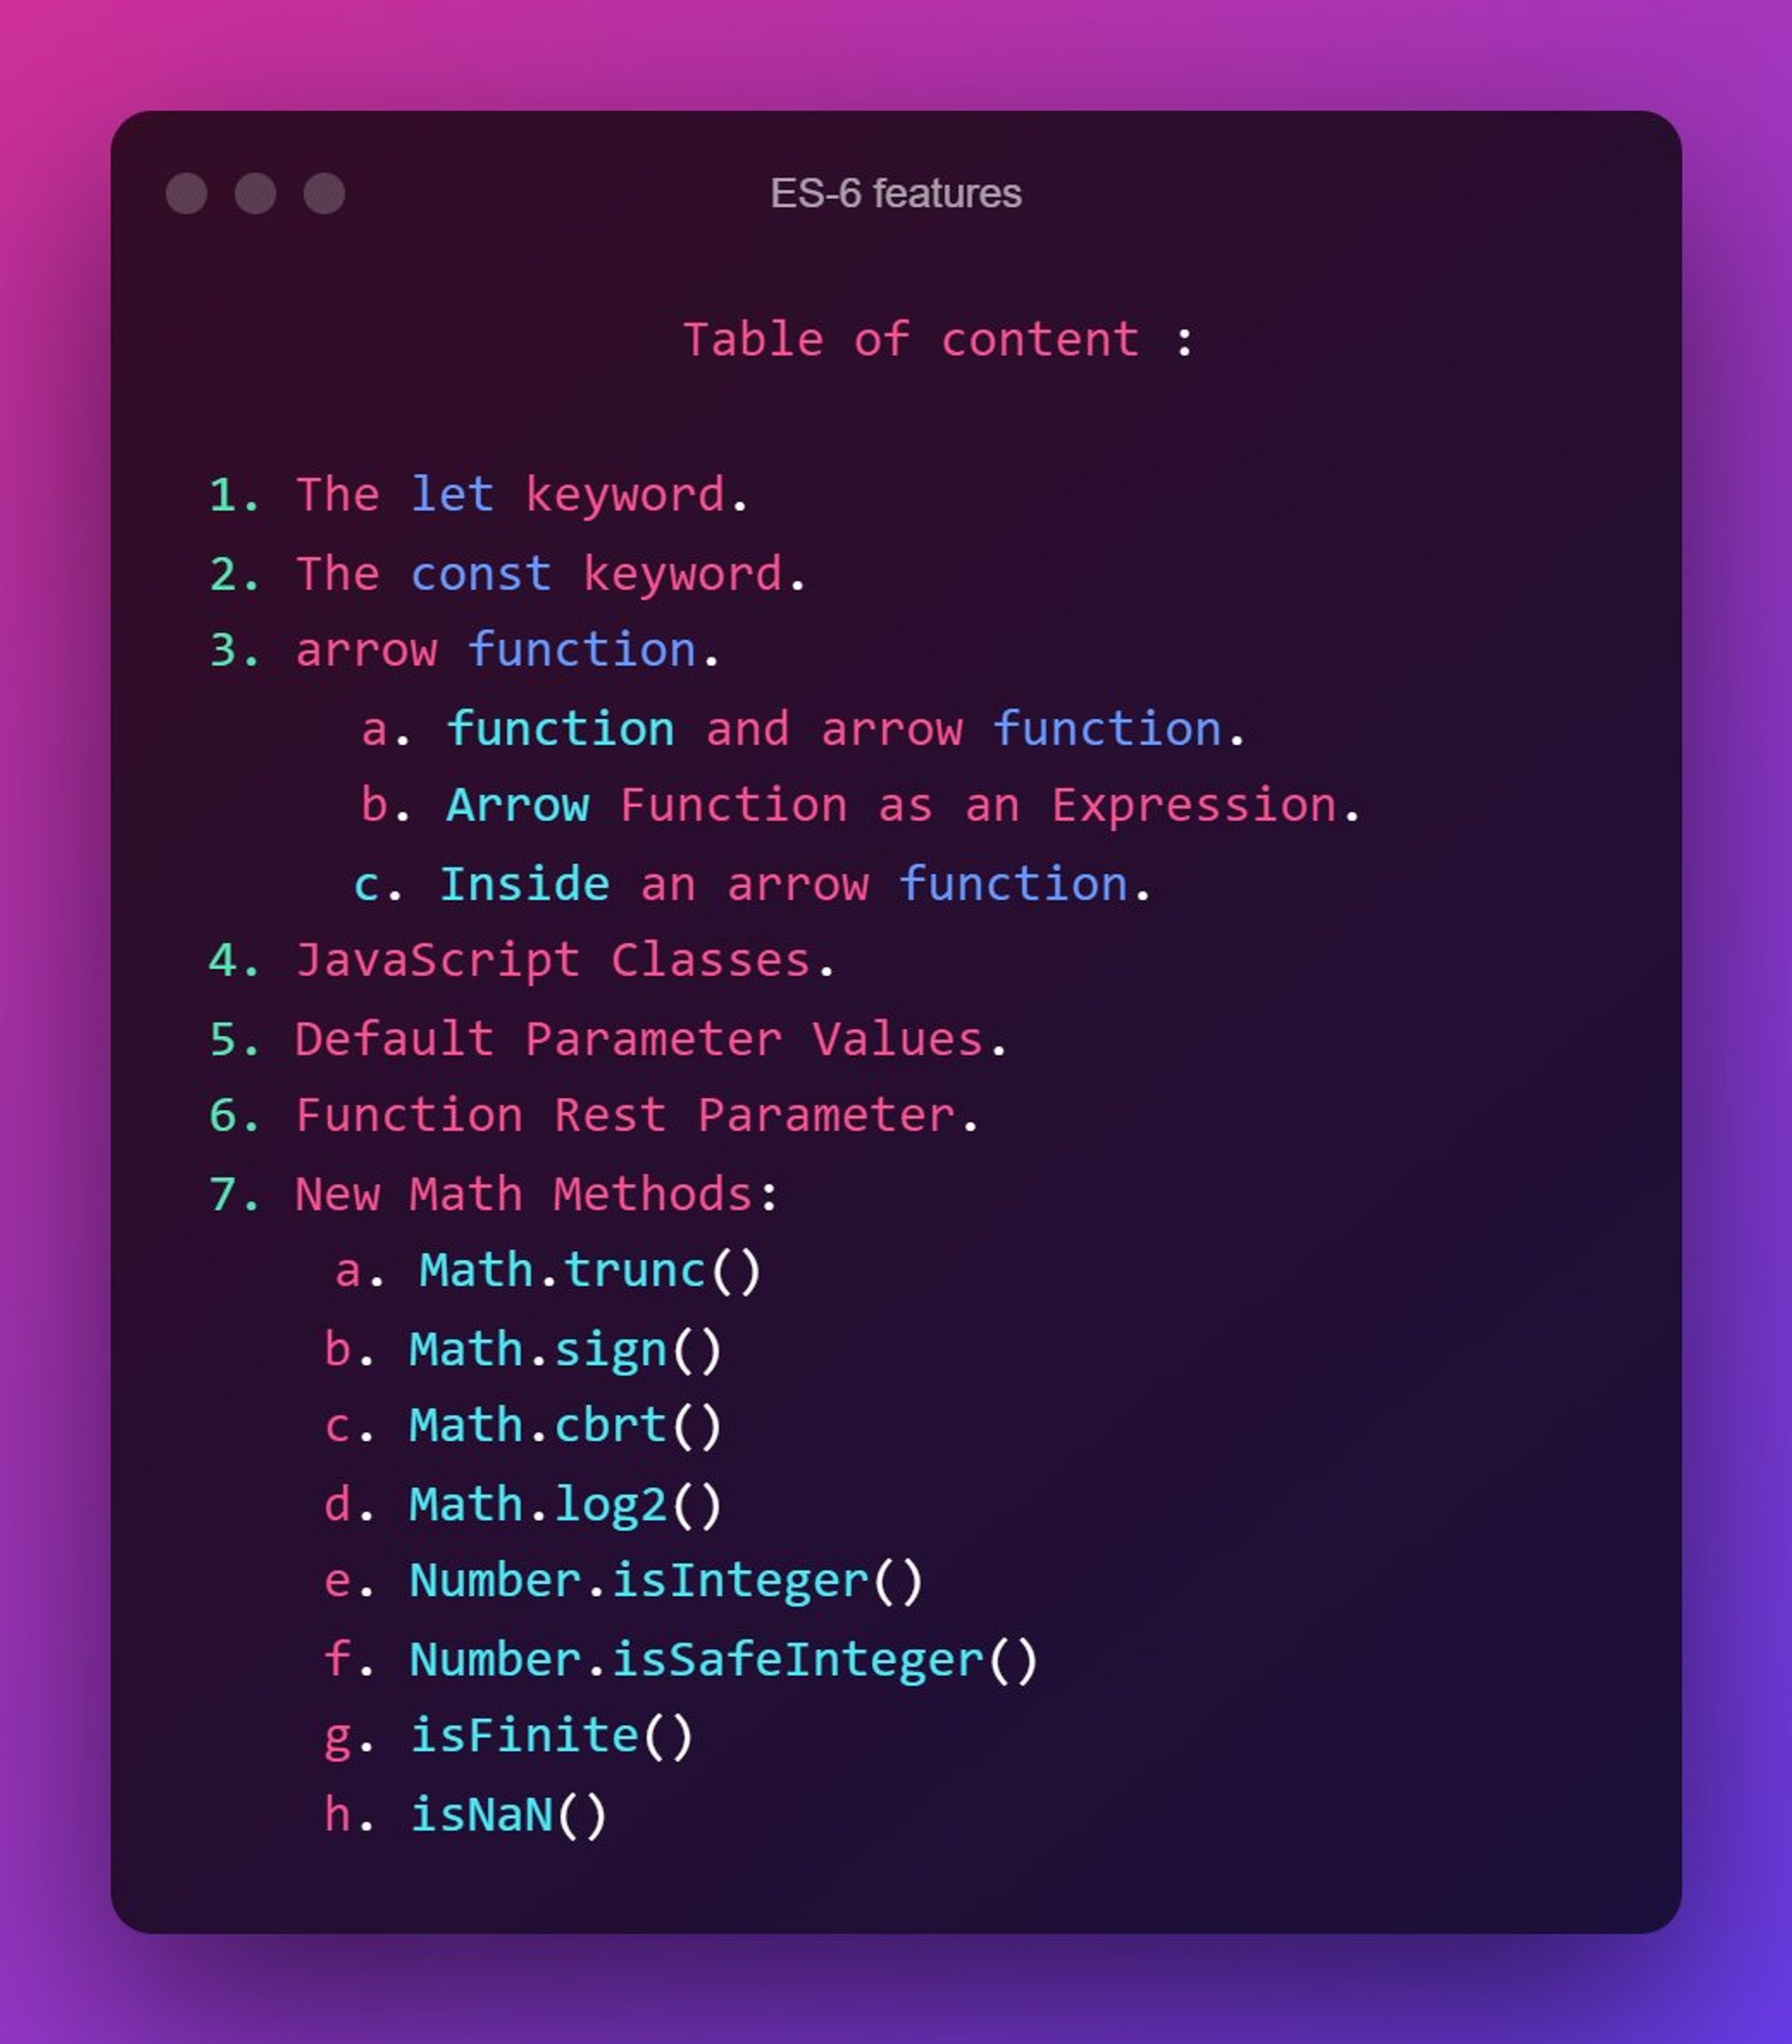 ES-6 features
Table of content :
1. The let keyword.
2. The const keyword.
3. arrow function.
a. function and arrow function.
b. Arrow Function as an Expression.
c. Inside an arrow function.
4. JavaScript Classes.
5. Default Parameter Values.
6. Function Rest Parameter.
7. New Math Methods:
a. Math.trunc()
b. Math.sign()
c. Math.cbrt()
d. Math.log2()
e. Number.isInteger()
f. Number.isSafeInteger()
g. isFinite()
h. isNaN()